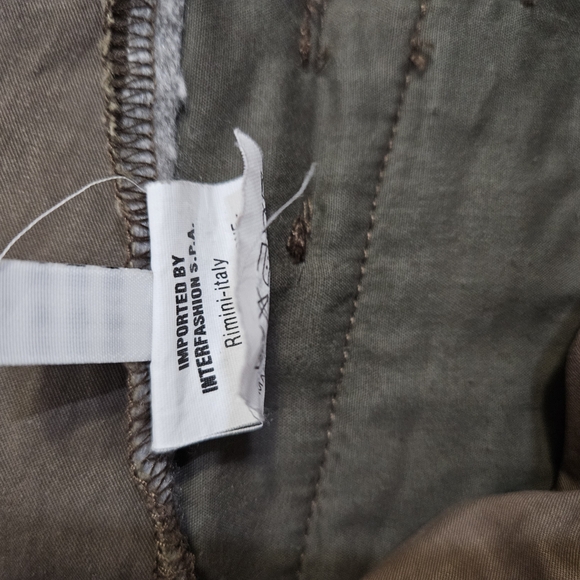 IMPORTED BY
INTERFASHION S.P.A.
Rimini-italy